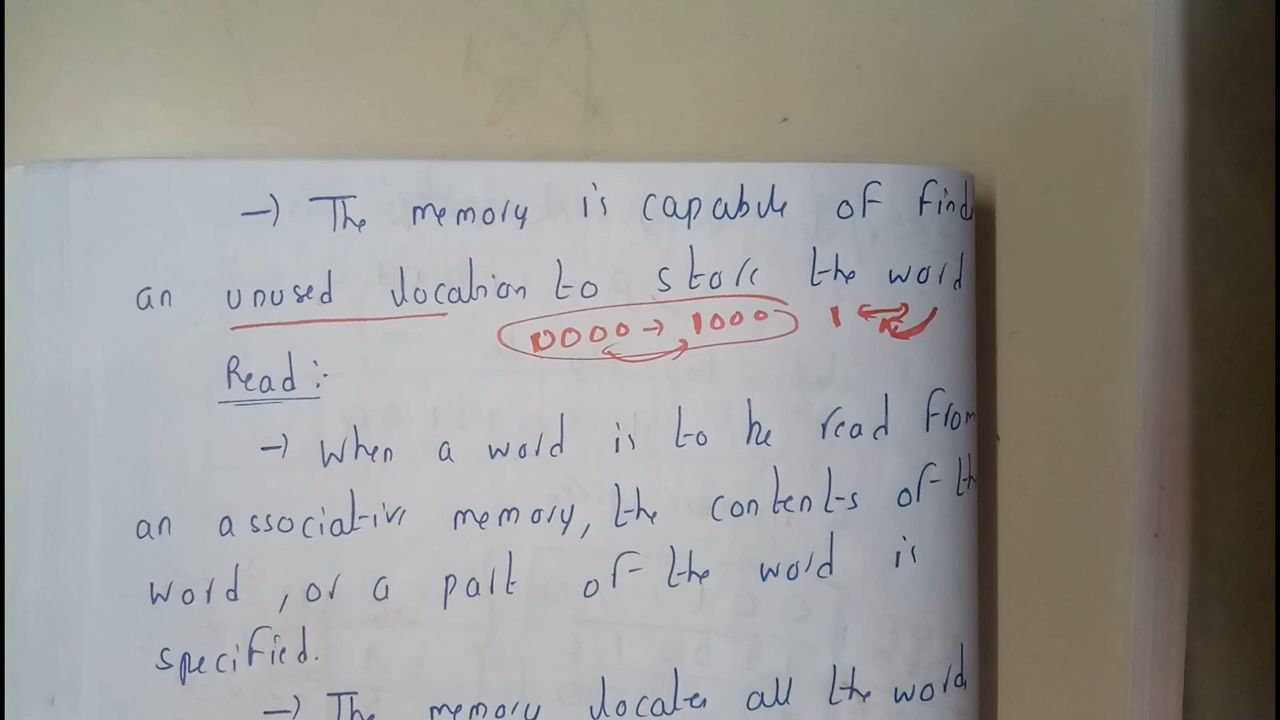 → The memory is capable of find
an unused location to store the word
10000 → 1000 1
Read :-
→ When a word is to be read from
an associative memory, the contents of th
word, or a part of the word is
specified.
→ The memory locates all the word